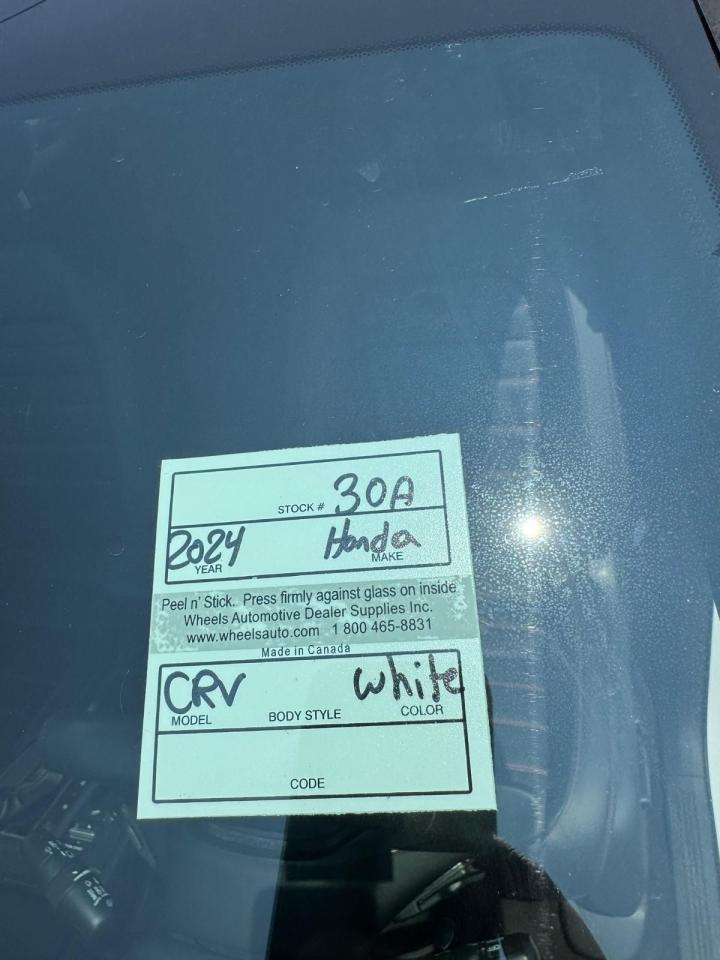 STOCK # 30A
2024 Honda
YEAR MAKE
Peel n' Stick. Press firmly against glass on inside
Wheels Automotive Dealer Supplies Inc.
www.wheelsauto.com 1 800 465-8831
Made in Canada
CRV white
MODEL BODY STYLE COLOR
CODE